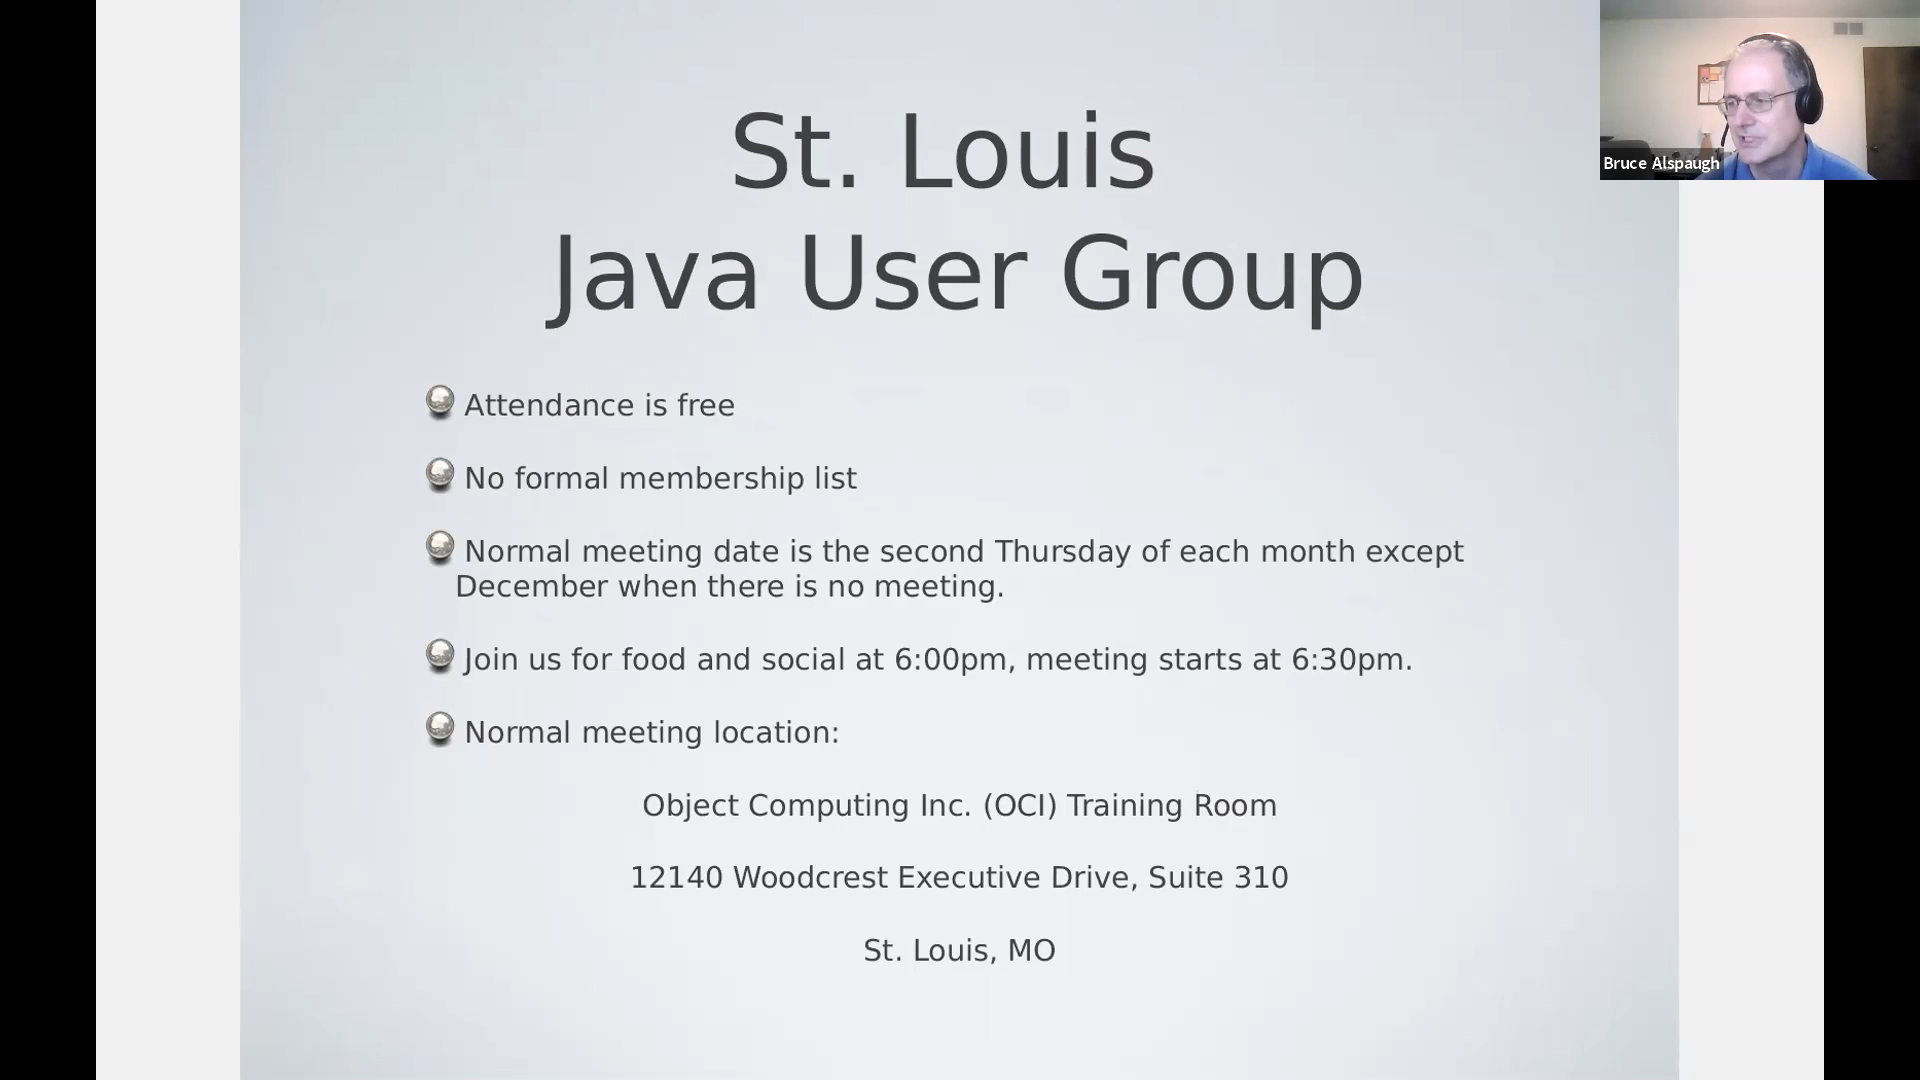 St. Louis
Java User Group
Bruce Alspaugh
Attendance is free
No formal membership list
Normal meeting date is the second Thursday of each month except
December when there is no meeting.
Join us for food and social at 6:00pm, meeting starts at 6:30pm.
Normal meeting location:
Object Computing Inc. (OCI) Training Room
12140 Woodcrest Executive Drive, Suite 310
St. Louis, MO